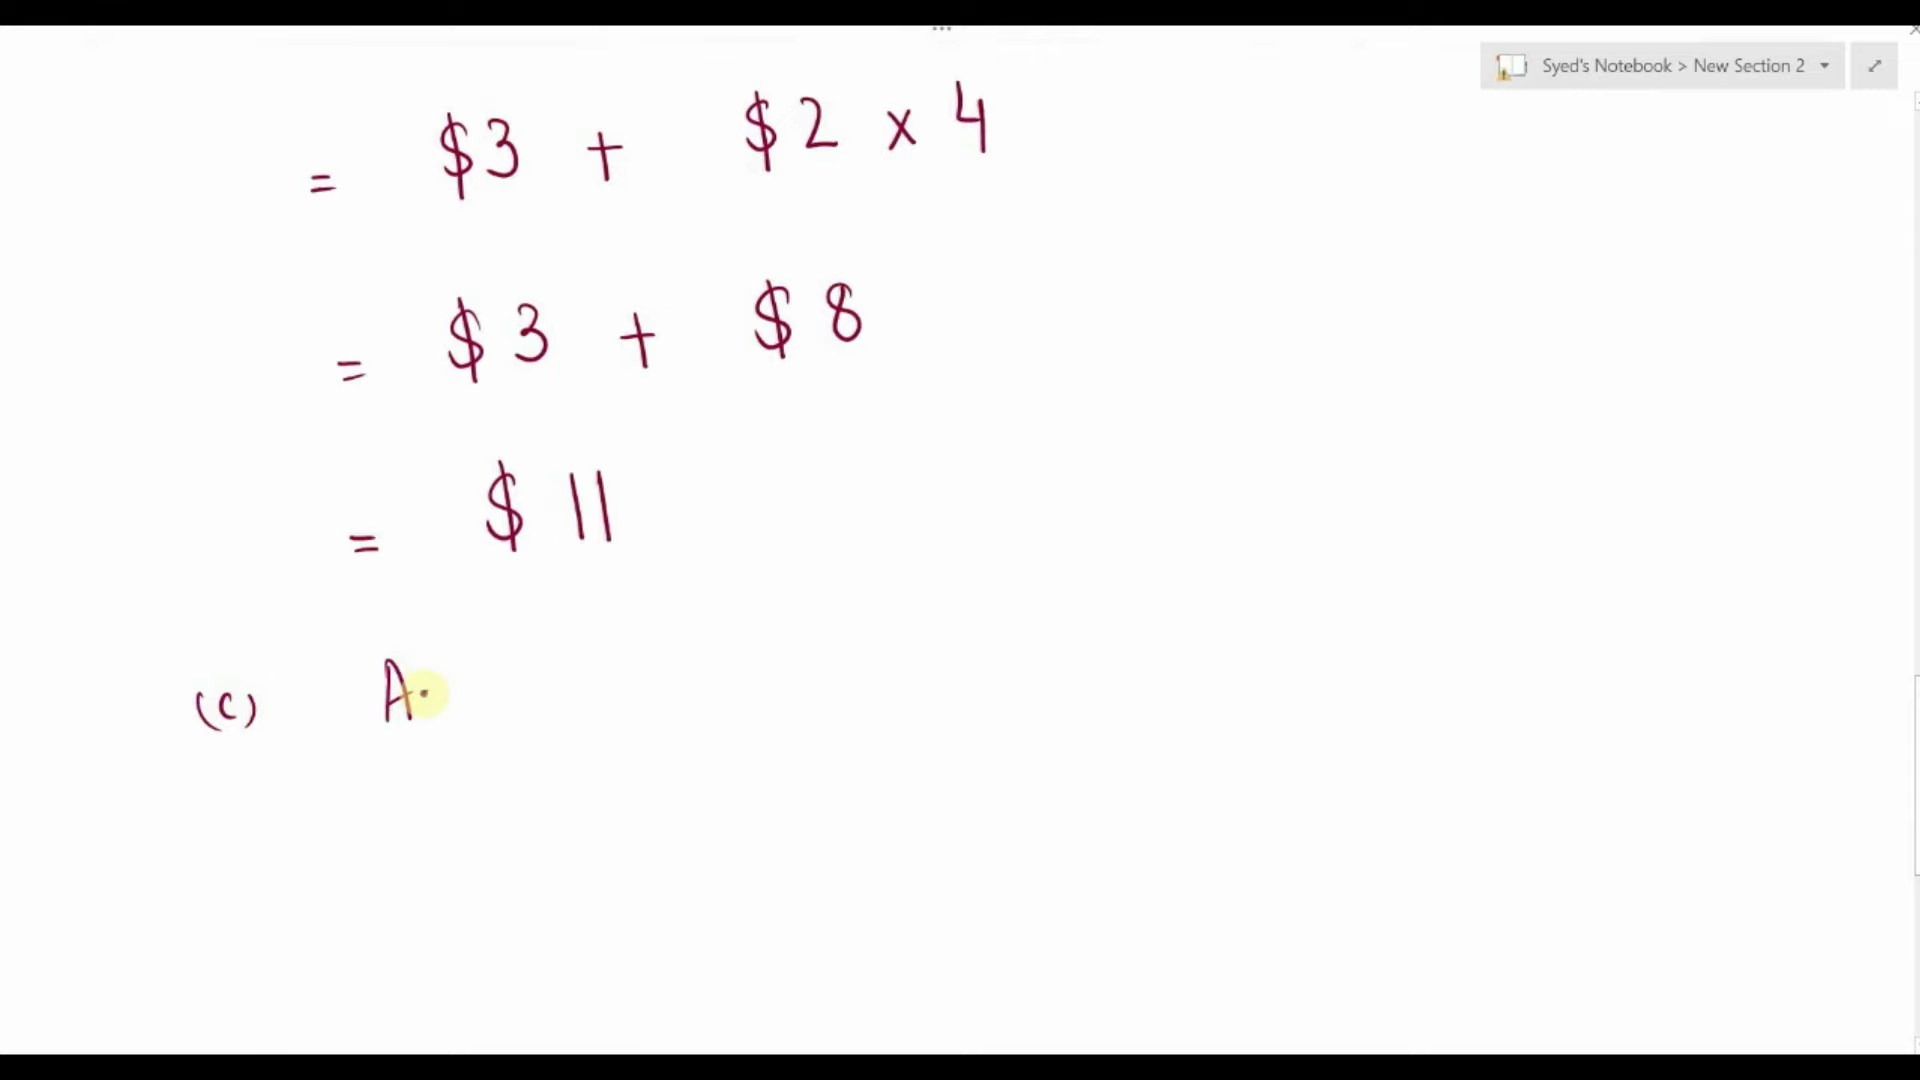 ...
Syed's Notebook > New Section 2
= $3 + $2 x 4
= $3 + $8
= $11
(c) A